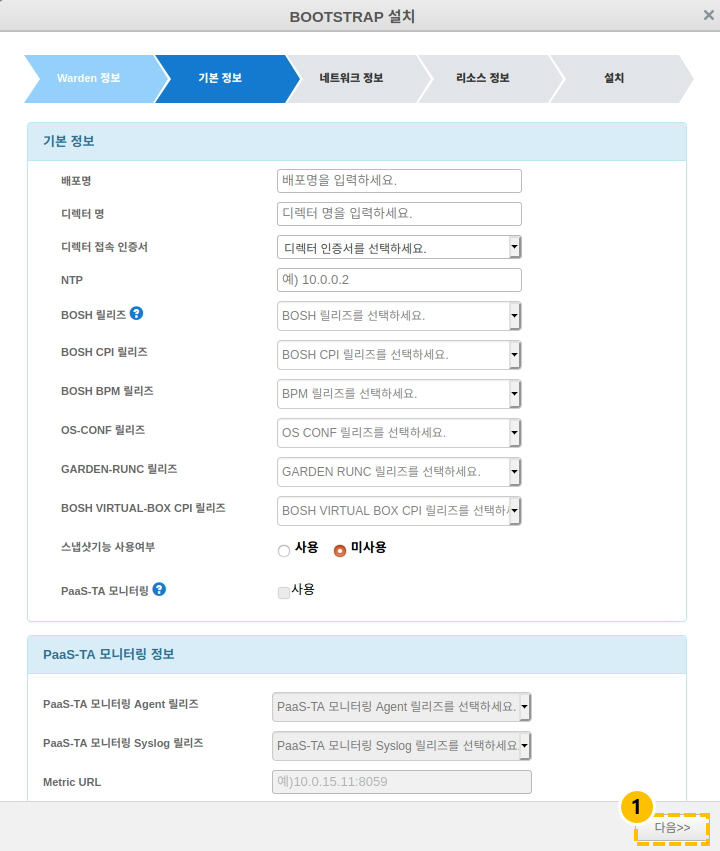 BOOTSTRAP 설치
×
Warden 정보
기본 정보
네트워크 정보
리소스 정보
설치
기본 정보
배포명
배포명을 입력하세요.
디렉터 명
디렉터 명을 입력하세요.
디렉터 접속 인증서
디렉터 인증서를 선택하세요.
NTP
예) 10.0.0.2
BOSH 릴리즈 ?
BOSH 릴리즈를 선택하세요.
BOSH CPI 릴리즈
BOSH CPI 릴리즈를 선택하세요.
BOSH BPM 릴리즈
BPM 릴리즈를 선택하세요.
OS-CONF 릴리즈
OS CONF 릴리즈를 선택하세요.
GARDEN-RUNC 릴리즈
GARDEN RUNC 릴리즈를 선택하세요.
BOSH VIRTUAL-BOX CPI 릴리즈
BOSH VIRTUAL BOX CPI 릴리즈를 선택하
스냅샷기능 사용여부
사용
미사용
PaaS-TA 모니터링 ?
사용
PaaS-TA 모니터링 정보
PaaS-TA 모니터링 Agent 릴리즈
PaaS-TA 모니터링 Agent 릴리즈를 선택하세요.
PaaS-TA 모니터링 Syslog 릴리즈
PaaS-TA 모니터링 Syslog 릴리즈를 선택하세요.
Metric URL
예)10.0.15.11:8059
1
다음>>